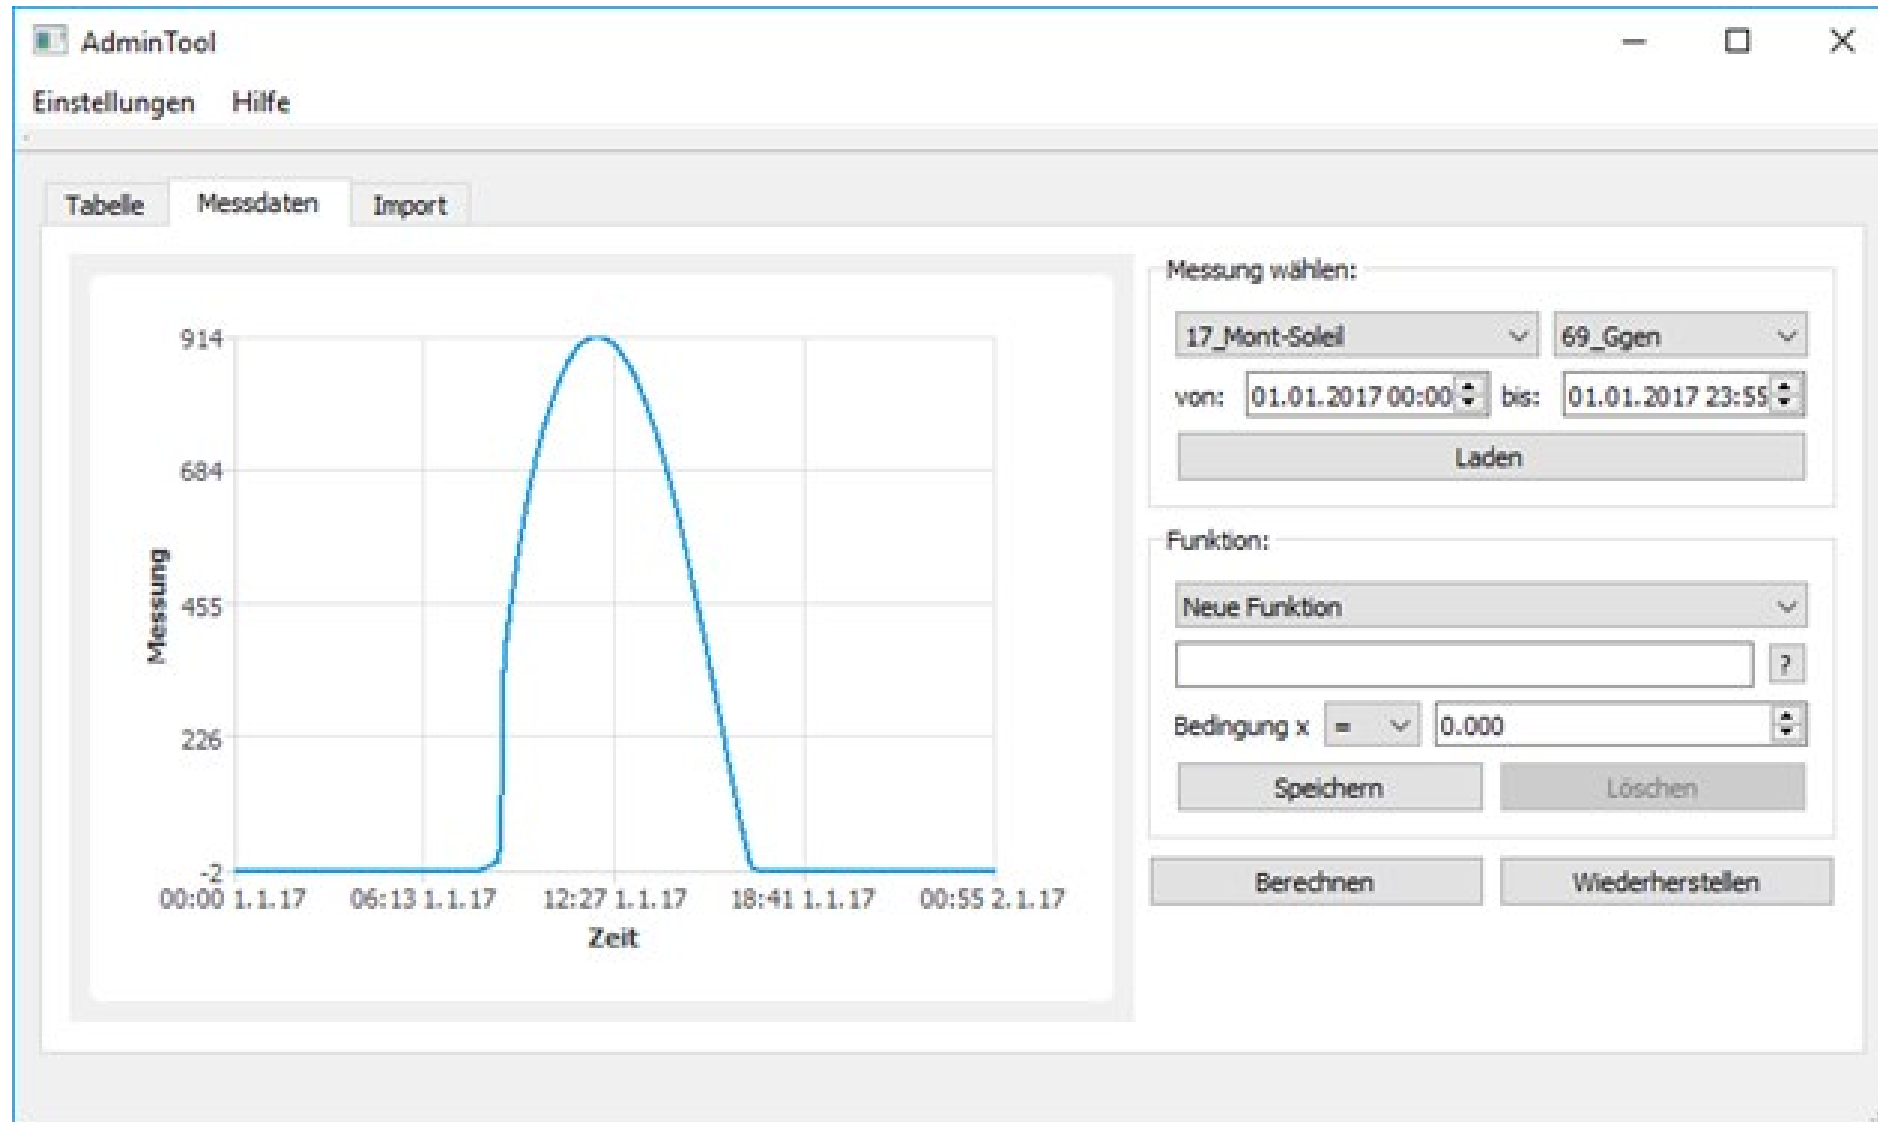 AdminTool
Einstellungen Hilfe
Tabelle Messdaten Import
914
684
455
226
-2
Messung
00:00 1.1.17 06:13 1.1.17 12:27 1.1.17 18:41 1.1.17 00:55 2.1.17
Zeit
Messung wählen:
17_Mont-Soleil 69_Ggen
von: 01.01.2017 00:00 bis: 01.01.2017 23:55
Laden
Funktion:
Neue Funktion
?
Bedingung x = 0.000
Speichern Löschen
Berechnen Wiederherstellen